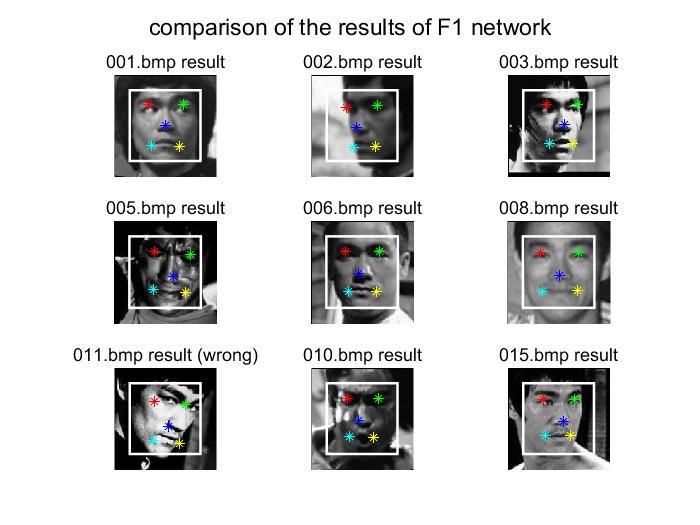 comparison of the results of F1 network
001.bmp result
002.bmp result
003.bmp result
005.bmp result
006.bmp result
008.bmp result
011.bmp result (wrong)
010.bmp result
015.bmp result